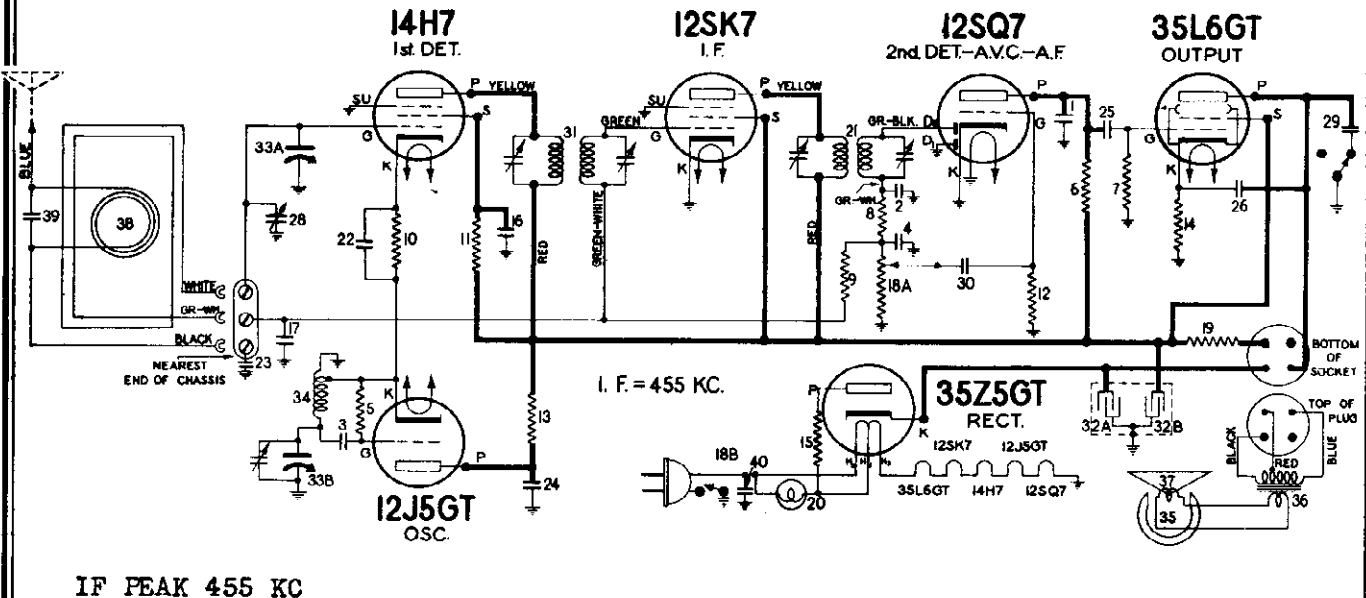 14H7
1st DET.
12SK7
I.F.
12SQ7
2nd. DET.-A.V.C.-A.F.
35L6GT
OUTPUT
P
YELLOW
SU
S
G
K
33A
BLUE
39
38
28
22
10
11
16
RED
31
GREEN
GREEN-WHITE
SU
G
K
P
YELLOW
S
21
RED
GR-BLK.
D
D
K
P
G
GR-WH.
2
8
4
9
18A
30
12
1
25
6
7
P
S
G
K
14
26
29
WHITE
GR-WH.
BLACK
NEAREST
END OF CHASSIS
17
23
34
5
3
33B
K
G
P
13
24
12J5GT
OSC.
I. F. = 455 KC.
P
K
35Z5GT
RECT.
15
18B
40
20
H
H
H
12SK7
12J5GT
35L6GT
14H7
12SQ7
19
BOTTOM
OF
SOCKET
32A
32B
TOP OF
PLUG
BLACK
RED
BLUE
37
35
36
IF PEAK 455 KC